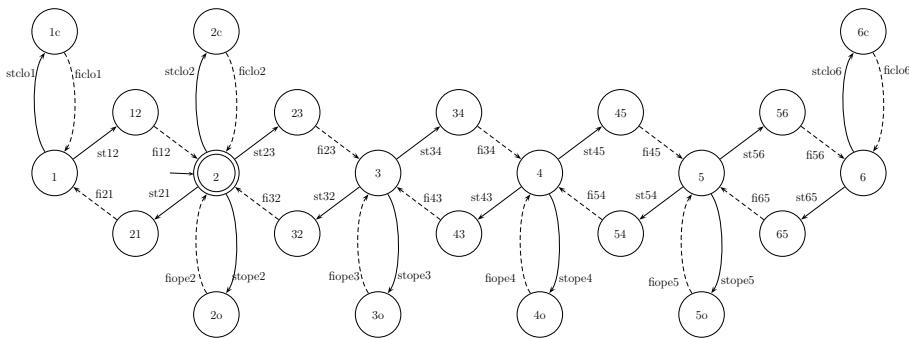 1c 2c 6c
stclo1 ficlo1 stclo2 ficlo2 stclo6 ficlo6
12 23 34 45 56
st12 fi12 st23 fi23 st34 fi34 st45 fi45 st56 fi56
1 2 3 4 5 6
fi21 st21 fi32 st32 fi43 st43 fi54 st54 fi65 st65
21 32 43 54 65
fiope2 stope2 fiope3 stope3 fiope4 stope4 fiope5 stope5
2o 3o 4o 5o